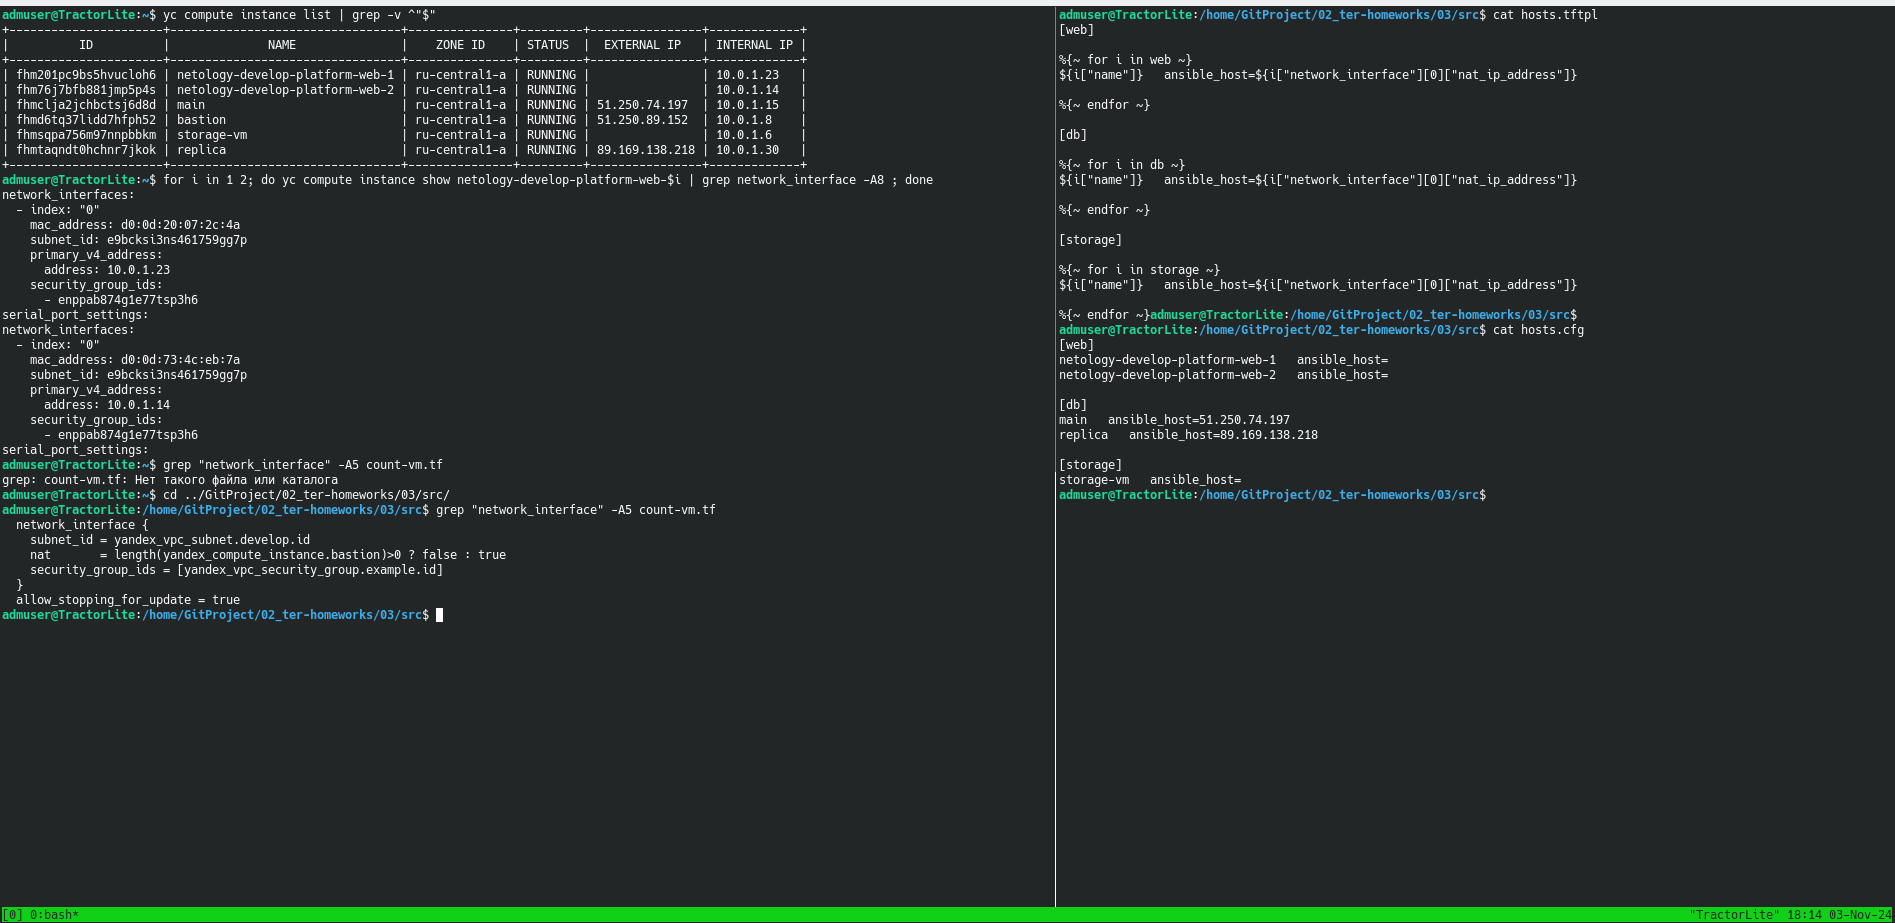 admuser@TractorLite:~$ yc compute instance list | grep -v ^"$"
+----------------------+---------------------------------+---------------+---------+----------------+-------------+
|          ID          |              NAME               |    ZONE ID    | STATUS  |  EXTERNAL IP   | INTERNAL IP |
+----------------------+---------------------------------+---------------+---------+----------------+-------------+
| fhm201pc9bs5hvucloh6 | netology-develop-platform-web-1 | ru-central1-a | RUNNING |                | 10.0.1.23   |
| fhm76j7bfb881jmp5p4s | netology-develop-platform-web-2 | ru-central1-a | RUNNING |                | 10.0.1.14   |
| fhmclja2jchbctsj6d8d | main                            | ru-central1-a | RUNNING | 51.250.74.197  | 10.0.1.15   |
| fhmd6tq37lidd7hfph52 | bastion                         | ru-central1-a | RUNNING | 51.250.89.152  | 10.0.1.8    |
| fhmsqpa756m97nnpbbkm | storage-vm                      | ru-central1-a | RUNNING |                | 10.0.1.6    |
| fhmtaqndt0hchnr7jkok | replica                         | ru-central1-a | RUNNING | 89.169.138.218 | 10.0.1.30   |
+----------------------+---------------------------------+---------------+---------+----------------+-------------+
admuser@TractorLite:~$ for i in 1 2; do yc compute instance show netology-develop-platform-web-$i | grep network_interface -A8 ; done
network_interfaces:
  - index: "0"
    mac_address: d0:0d:20:07:2c:4a
    subnet_id: e9bcksi3ns461759gg7p
    primary_v4_address:
      address: 10.0.1.23
    security_group_ids:
      - enppab874g1e77tsp3h6
serial_port_settings:
network_interfaces:
  - index: "0"
    mac_address: d0:0d:73:4c:eb:7a
    subnet_id: e9bcksi3ns461759gg7p
    primary_v4_address:
      address: 10.0.1.14
    security_group_ids:
      - enppab874g1e77tsp3h6
serial_port_settings:
admuser@TractorLite:~$ grep "network_interface" -A5 count-vm.tf
grep: count-vm.tf: Нет такого файла или каталога
admuser@TractorLite:~$ cd ../GitProject/02_ter-homeworks/03/src/
admuser@TractorLite:/home/GitProject/02_ter-homeworks/03/src$ grep "network_interface" -A5 count-vm.tf
  network_interface {
    subnet_id = yandex_vpc_subnet.develop.id
    nat       = length(yandex_compute_instance.bastion)>0 ? false : true
    security_group_ids = [yandex_vpc_security_group.example.id]
  }
  allow_stopping_for_update = true
admuser@TractorLite:/home/GitProject/02_ter-homeworks/03/src$
admuser@TractorLite:/home/GitProject/02_ter-homeworks/03/src$ cat hosts.tftpl
[web]
%{~ for i in web ~}
${i["name"]}   ansible_host=${i["network_interface"][0]["nat_ip_address"]}
%{~ endfor ~}
[db]
%{~ for i in db ~}
${i["name"]}   ansible_host=${i["network_interface"][0]["nat_ip_address"]}
%{~ endfor ~}
[storage]
%{~ for i in storage ~}
${i["name"]}   ansible_host=${i["network_interface"][0]["nat_ip_address"]}
%{~ endfor ~}admuser@TractorLite:/home/GitProject/02_ter-homeworks/03/src$
admuser@TractorLite:/home/GitProject/02_ter-homeworks/03/src$ cat hosts.cfg
[web]
netology-develop-platform-web-1   ansible_host=
netology-develop-platform-web-2   ansible_host=
[db]
main   ansible_host=51.250.74.197
replica   ansible_host=89.169.138.218
[storage]
storage-vm   ansible_host=
admuser@TractorLite:/home/GitProject/02_ter-homeworks/03/src$
[0] 0:bash*
"TractorLite" 18:14 03-Nov-24